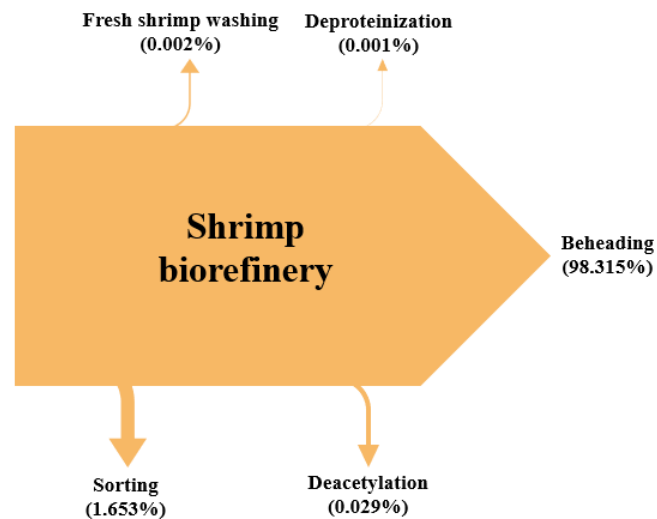 Fresh shrimp washing
(0.002%)
Deproteinization
(0.001%)
Shrimp
biorefinery
Beheading
(98.315%)
Sorting
(1.653%)
Deacetylation
(0.029%)